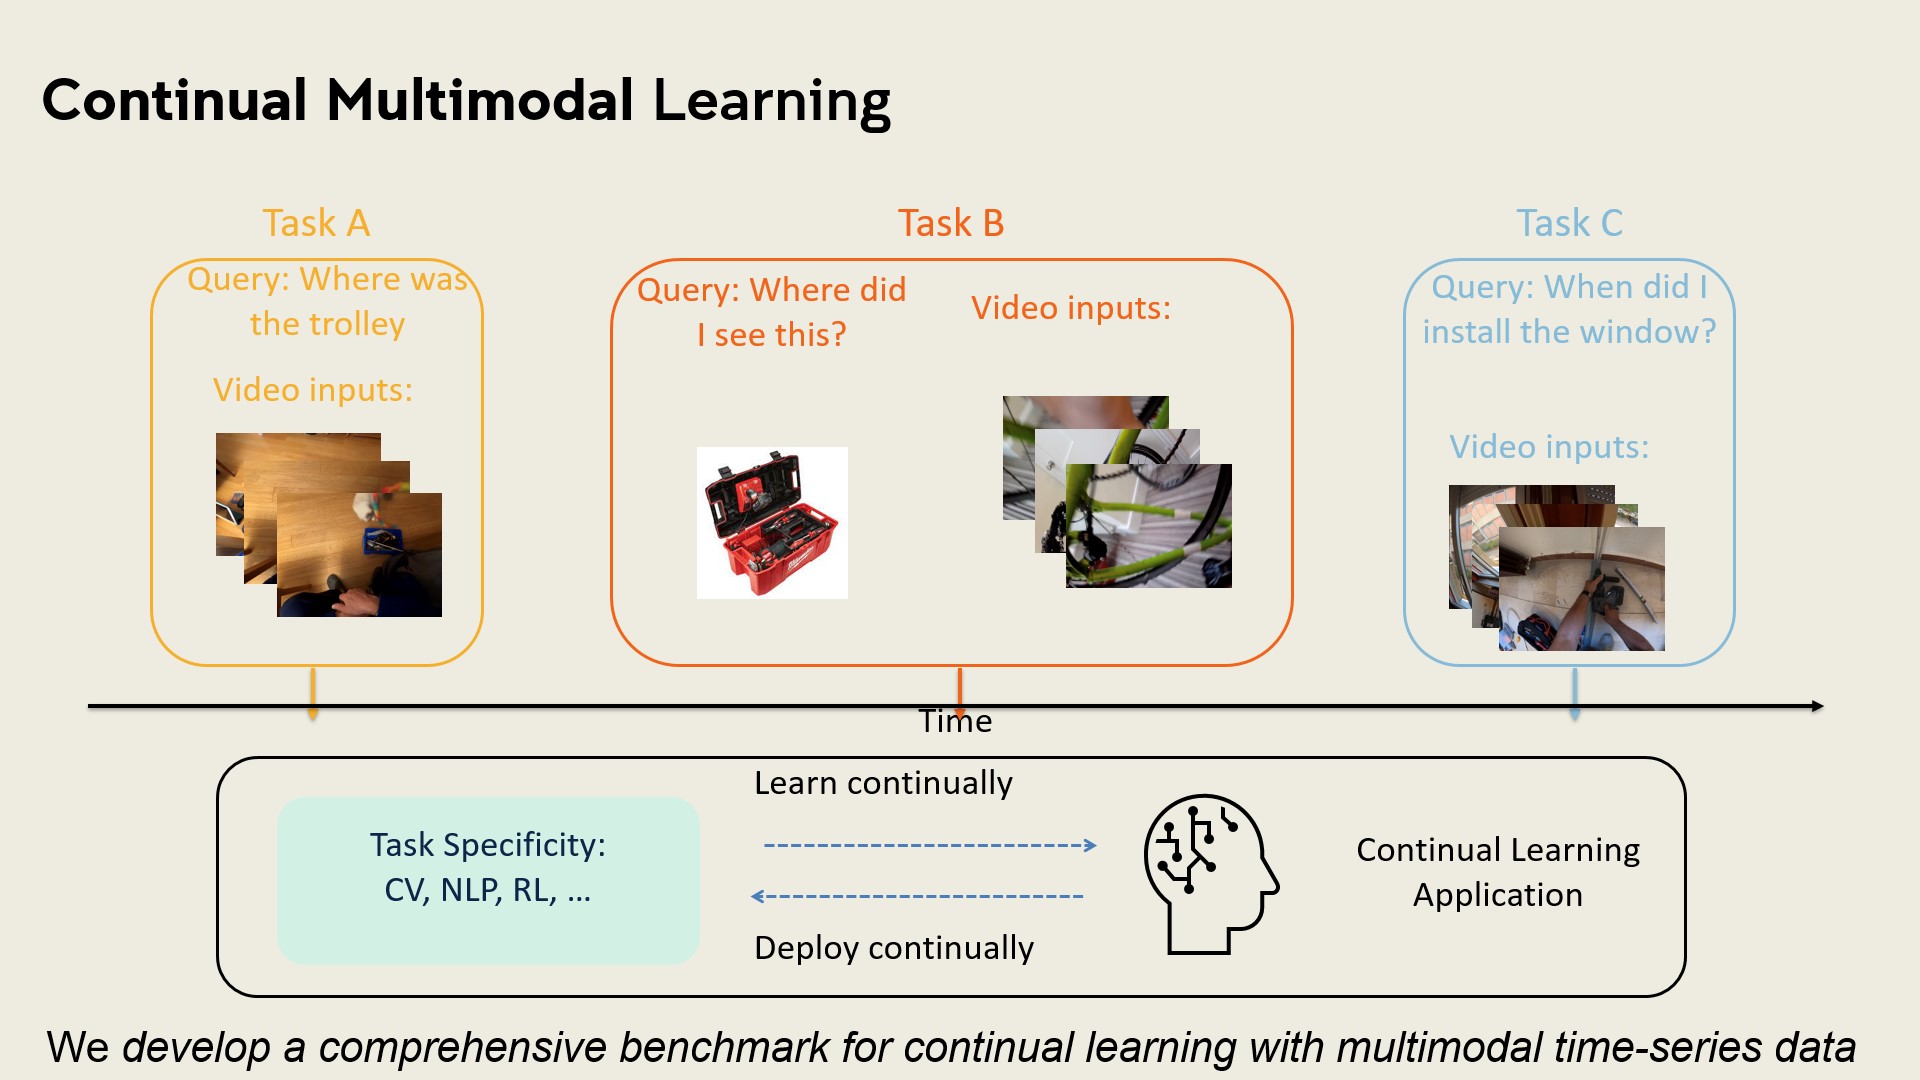 Continual Multimodal Learning
Task A
Query: Where was
the trolley
Video inputs:
Task B
Query: Where did
I see this?
Video inputs:
Task C
Query: When did I
install the window?
Video inputs:
Time
Learn continually
Task Specificity:
CV, NLP, RL, ...
Deploy continually
Continual Learning
Application
We develop a comprehensive benchmark for continual learning with multimodal time-series data